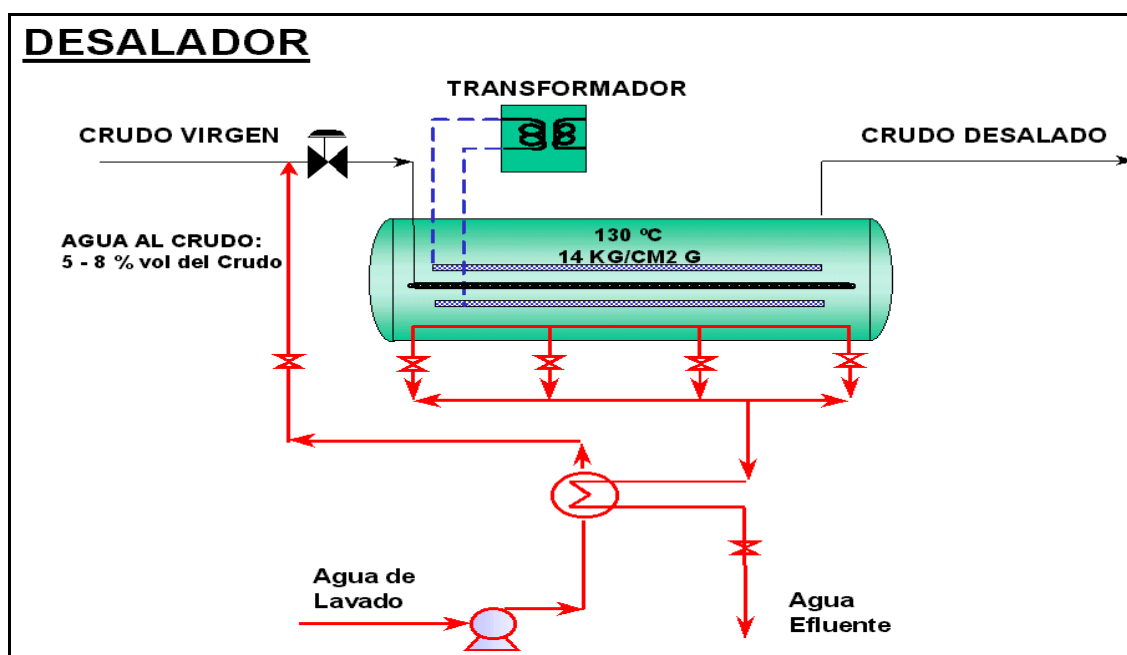 DESALADOR
TRANSFORMADOR
CRUDO VIRGEN
CRUDO DESALADO
AGUA AL CRUDO:
5 - 8 % vol del Crudo
130 ºC
14 KG/CM2 G
Agua de
Lavado
Agua
Efluente